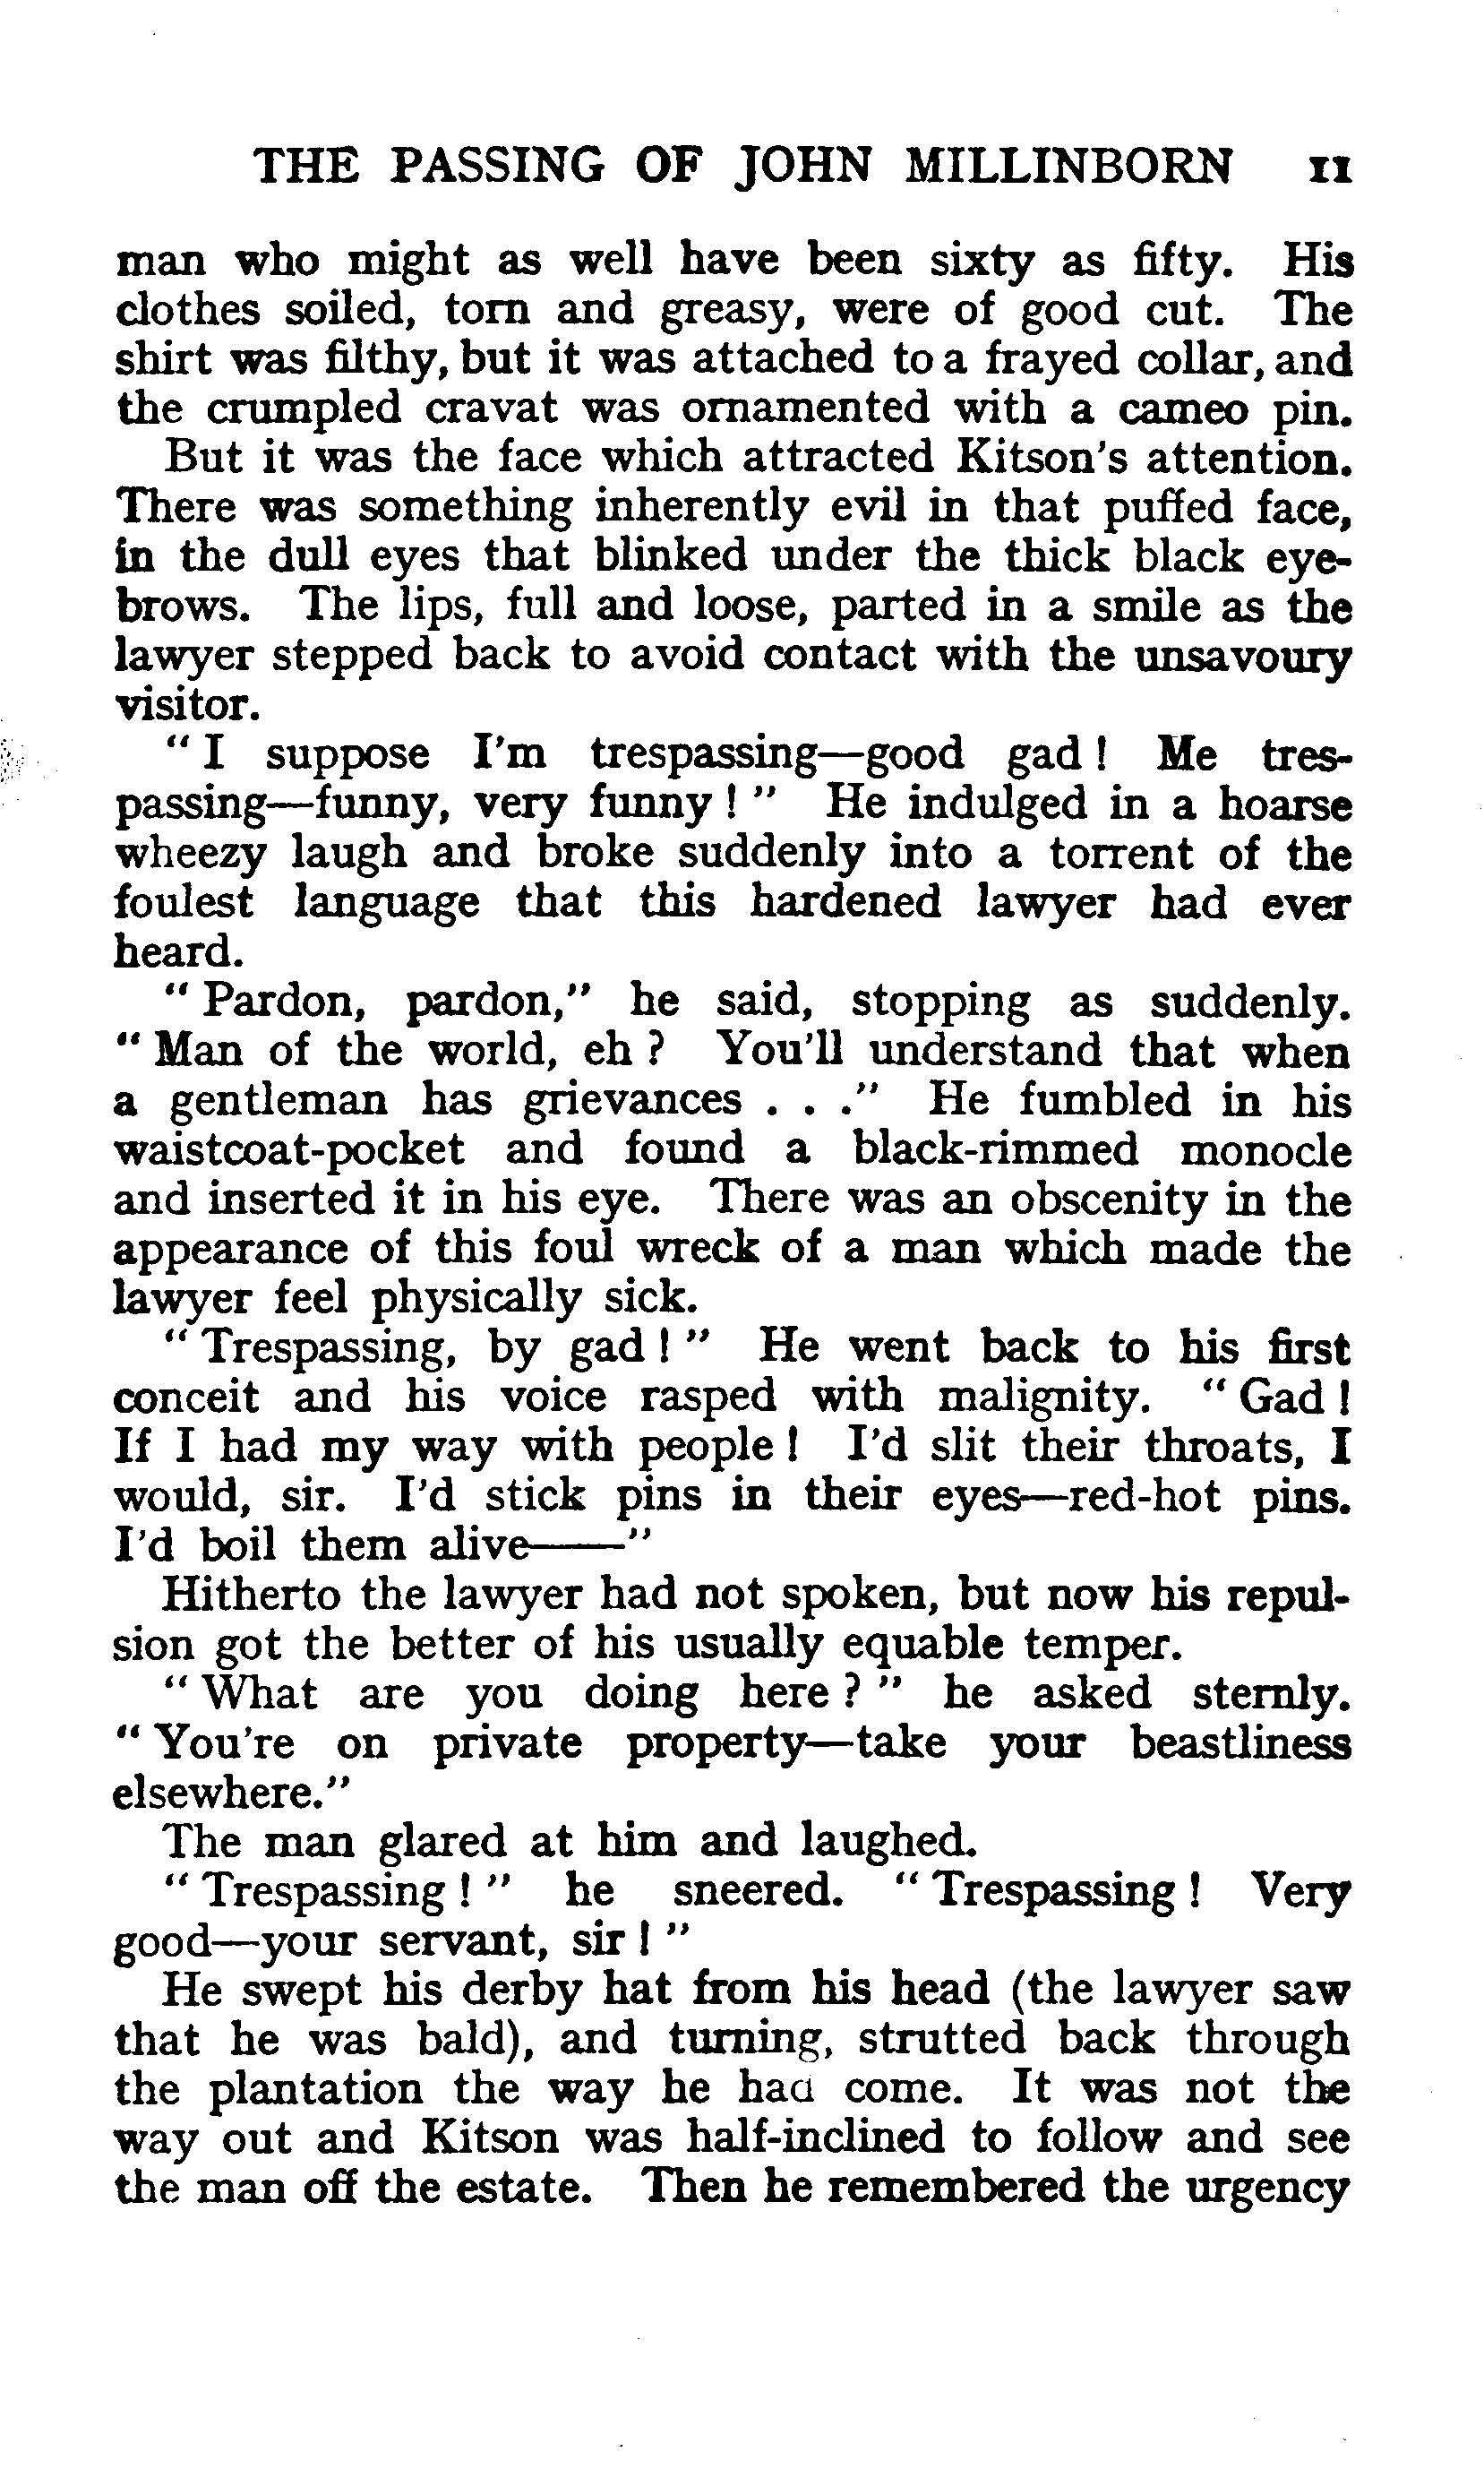 THE PASSING OF JOHN MILLINBORN 11
man who might as well have been sixty as fifty. His
clothes soiled, torn and greasy, were of good cut. The
shirt was filthy, but it was attached to a frayed collar, and
the crumpled cravat was ornamented with a cameo pin.
But it was the face which attracted Kitson's attention.
There was something inherently evil in that puffed face,
in the dull eyes that blinked under the thick black eye-
brows. The lips, full and loose, parted in a smile as the
lawyer stepped back to avoid contact with the unsavoury
visitor.
"I suppose I'm trespassing—good gad! Me tres-
passing—funny, very funny!" He indulged in a hoarse
wheezy laugh and broke suddenly into a torrent of the
foulest language that this hardened lawyer had ever
heard.
"Pardon, pardon," he said, stopping as suddenly.
"Man of the world, eh? You'll understand that when
a gentleman has grievances . . ." He fumbled in his
waistcoat-pocket and found a black-rimmed monocle
and inserted it in his eye. There was an obscenity in the
appearance of this foul wreck of a man which made the
lawyer feel physically sick.
"Trespassing, by gad!" He went back to his first
conceit and his voice rasped with malignity. "Gad!
If I had my way with people! I'd slit their throats, I
would, sir. I'd stick pins in their eyes—red-hot pins.
I'd boil them alive——"
Hitherto the lawyer had not spoken, but now his repul-
sion got the better of his usually equable temper.
"What are you doing here?" he asked sternly.
"You're on private property—take your beastliness
elsewhere."
The man glared at him and laughed.
"Trespassing!" he sneered. "Trespassing! Very
good—your servant, sir!"
He swept his derby hat from his head (the lawyer saw
that he was bald), and turning, strutted back through
the plantation the way he had come. It was not the
way out and Kitson was half-inclined to follow and see
the man off the estate. Then he remembered the urgency